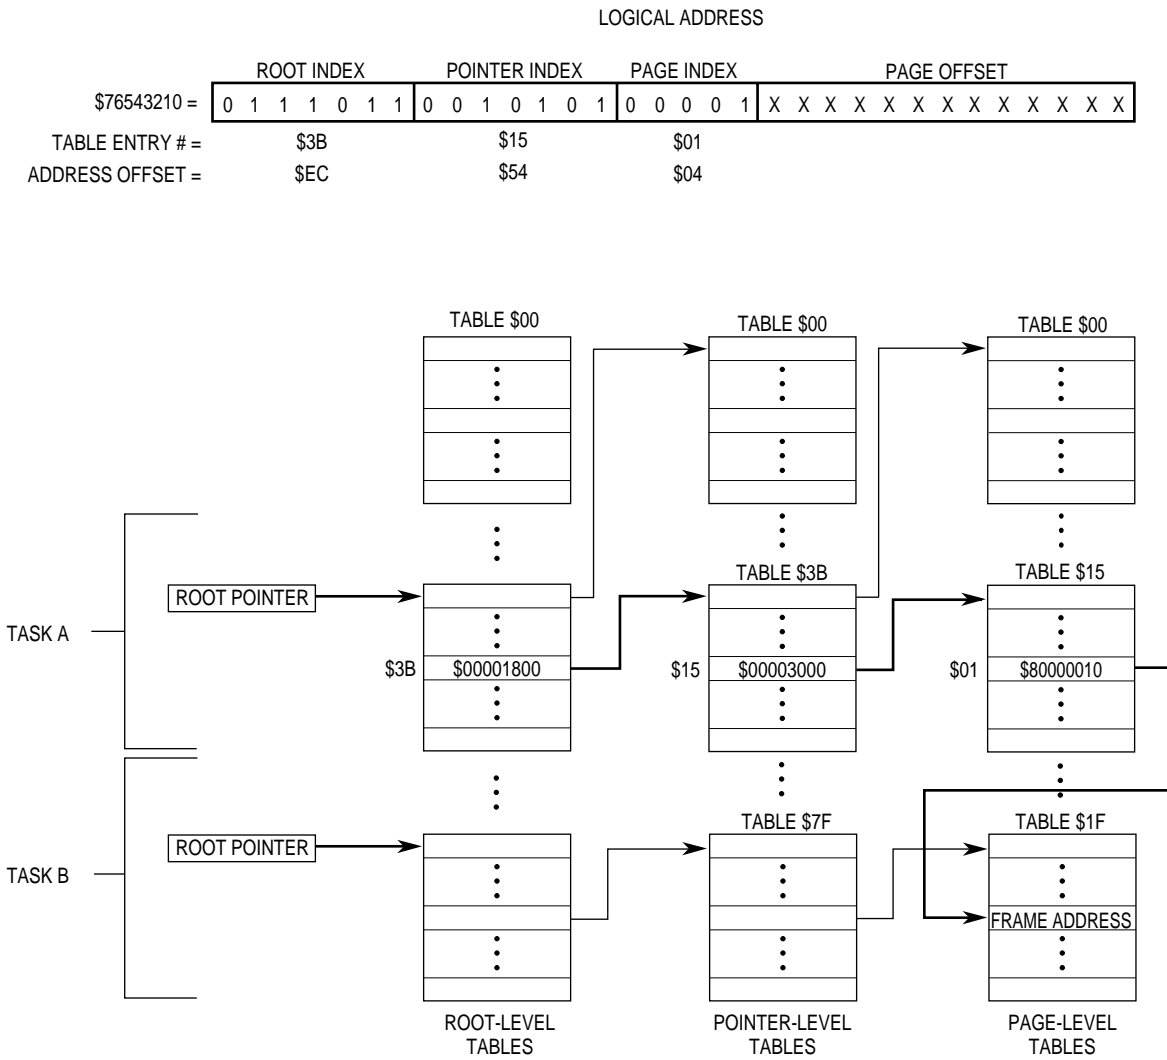 LOGICAL ADDRESS
ROOT INDEX POINTER INDEX PAGE INDEX PAGE OFFSET
$76543210 = 0 1 1 1 0 1 1 0 0 1 0 1 0 1 0 0 0 0 1 X X X X X X X X X X X X X
TABLE ENTRY # = $3B $15 $01
ADDRESS OFFSET = $EC $54 $04
TABLE $00 TABLE $00 TABLE $00
TABLE $3B TABLE $15
ROOT POINTER
TASK A
$3B $00001800 $15 $00003000 $01 $80000010
TABLE $7F TABLE $1F
ROOT POINTER
TASK B
FRAME ADDRESS
ROOT-LEVEL POINTER-LEVEL PAGE-LEVEL
TABLES TABLES TABLES